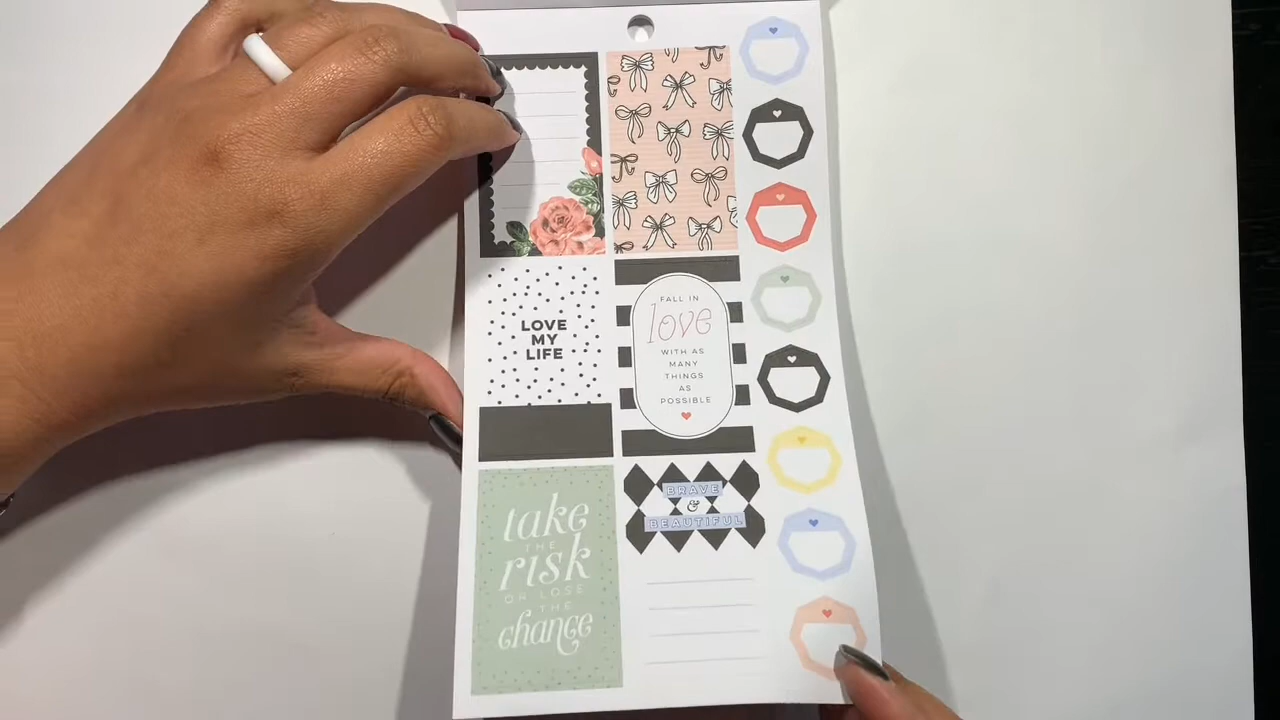 LOVE
MY
LIFE
FALL IN
love
WITH AS
MANY
THINGS
AS
POSSIBLE
take
THE
risk
OR LOSE
THE
chance
BRAVE
&
BEAUTIFUL